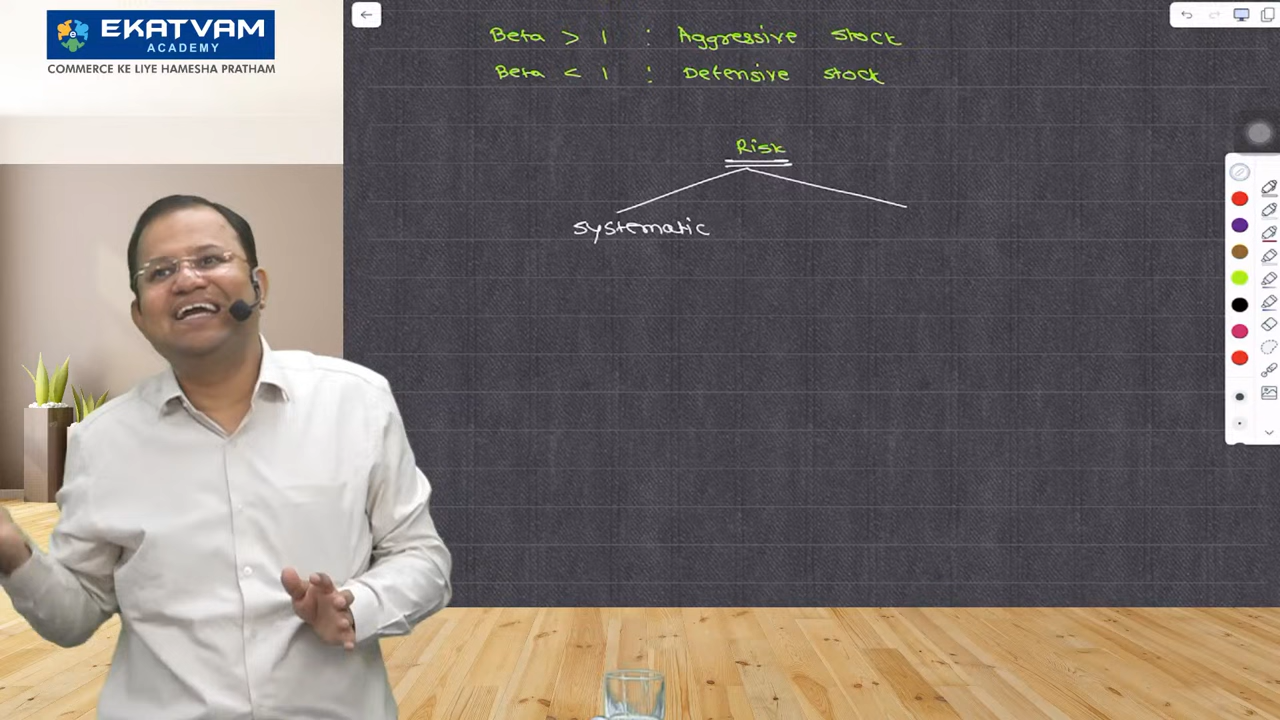 EKATVAM
ACADEMY
COMMERCE KE LIYE HAMESHA PRATHAM
Beta > 1 : Aggressive stock
Beta < 1 : Defensive stock
Risk
systematic